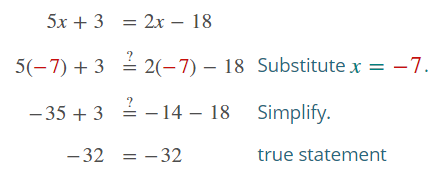 5x + 3 = 2x − 18
5(−7) + 3 ≟ 2(−7) − 18 Substitute x = −7.
−35 + 3 ≟ −14 − 18 Simplify.
−32 = −32 true statement